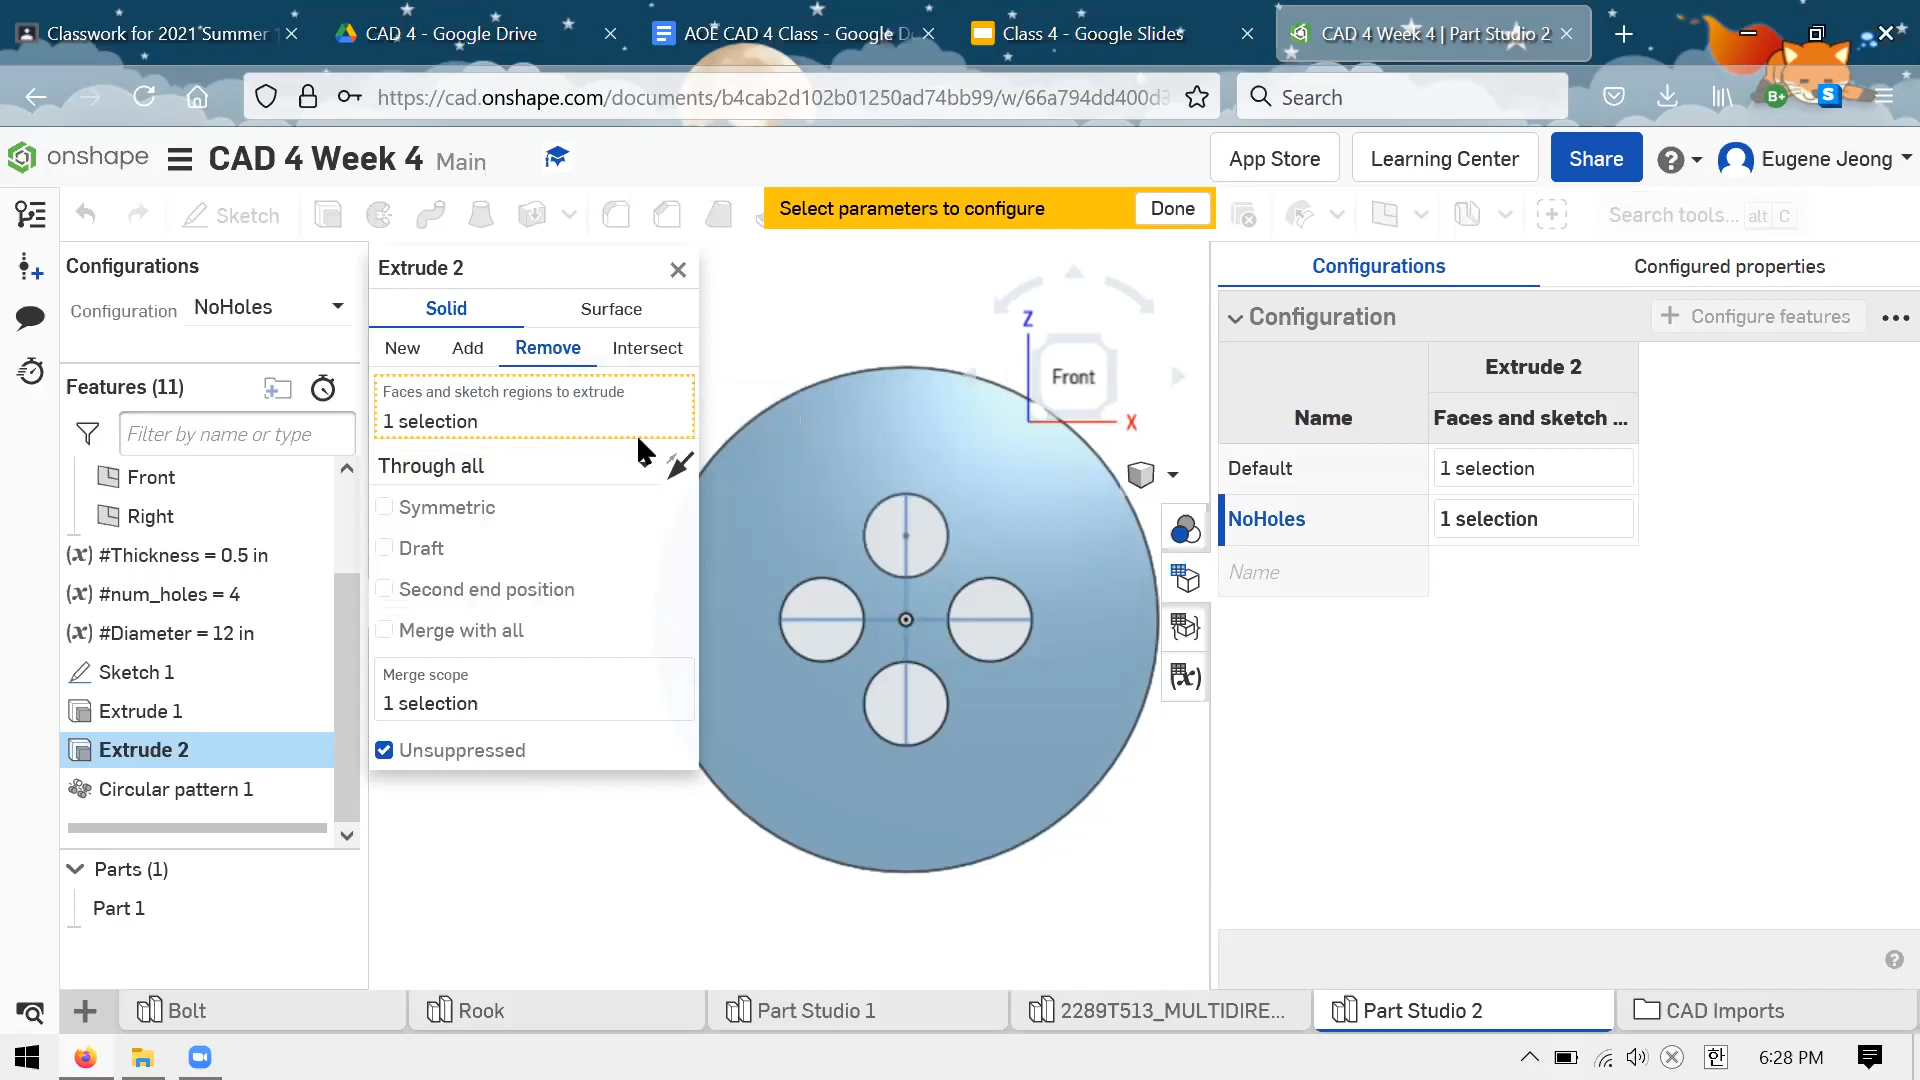 Classwork for 2021 Summer
CAD 4 - Google Drive
AOE CAD 4 Class - Google D
Class 4 - Google Slides
CAD 4 Week 4 | Part Studio 2
https://cad.onshape.com/documents/b4cab2d102b01250ad74bb99/w/66a794dd400d3
Search
B+
S
onshape
CAD 4 Week 4 Main
App Store
Learning Center
Share
Eugene Jeong
Sketch
Select parameters to configure
Done
Search tools... alt C
Configurations
Configuration NoHoles
Features (11)
Filter by name or type
Front
Right
(x) #Thickness = 0.5 in
(x) #num_holes = 4
(x) #Diameter = 12 in
Sketch 1
Extrude 1
Extrude 2
Circular pattern 1
Parts (1)
Part 1
Extrude 2
Solid
Surface
New
Add
Remove
Intersect
Faces and sketch regions to extrude
1 selection
Through all
Symmetric
Draft
Second end position
Merge with all
Merge scope
1 selection
Unsuppressed
Z
Front
X
(x)
Configurations
Configured properties
Configuration
Configure features
Extrude 2
Name
Faces and sketch ...
Default
1 selection
NoHoles
1 selection
Name
Bolt
Rook
Part Studio 1
2289T513_MULTIDIRE...
Part Studio 2
CAD Imports
한
6:28 PM